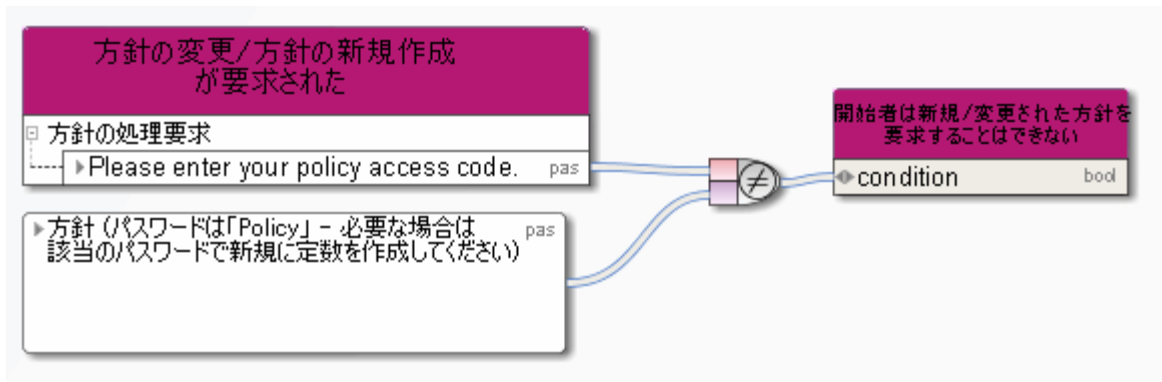 方針の変更/方針の新規作成
が要求された
方針の処理要求
Please enter your policy access code. pas
方針 (パスワードは「Policy」- 必要な場合は pas
該当のパスワードで新規に定数を作成してください)
≠
開始者は新規/変更された方針を
要求することはできない
condition bool